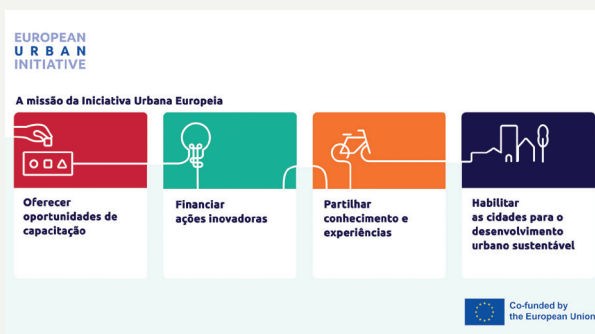 EUROPEAN
URBAN
INITIATIVE
A missão da Iniciativa Urbana Europeia
Oferecer
oportunidades de
capacitação
Financiar
ações inovadoras
Partilhar
conhecimento e
experiências
Habilitar
as cidades para o
desenvolvimento
urbano sustentável
Co-funded by
the European Union